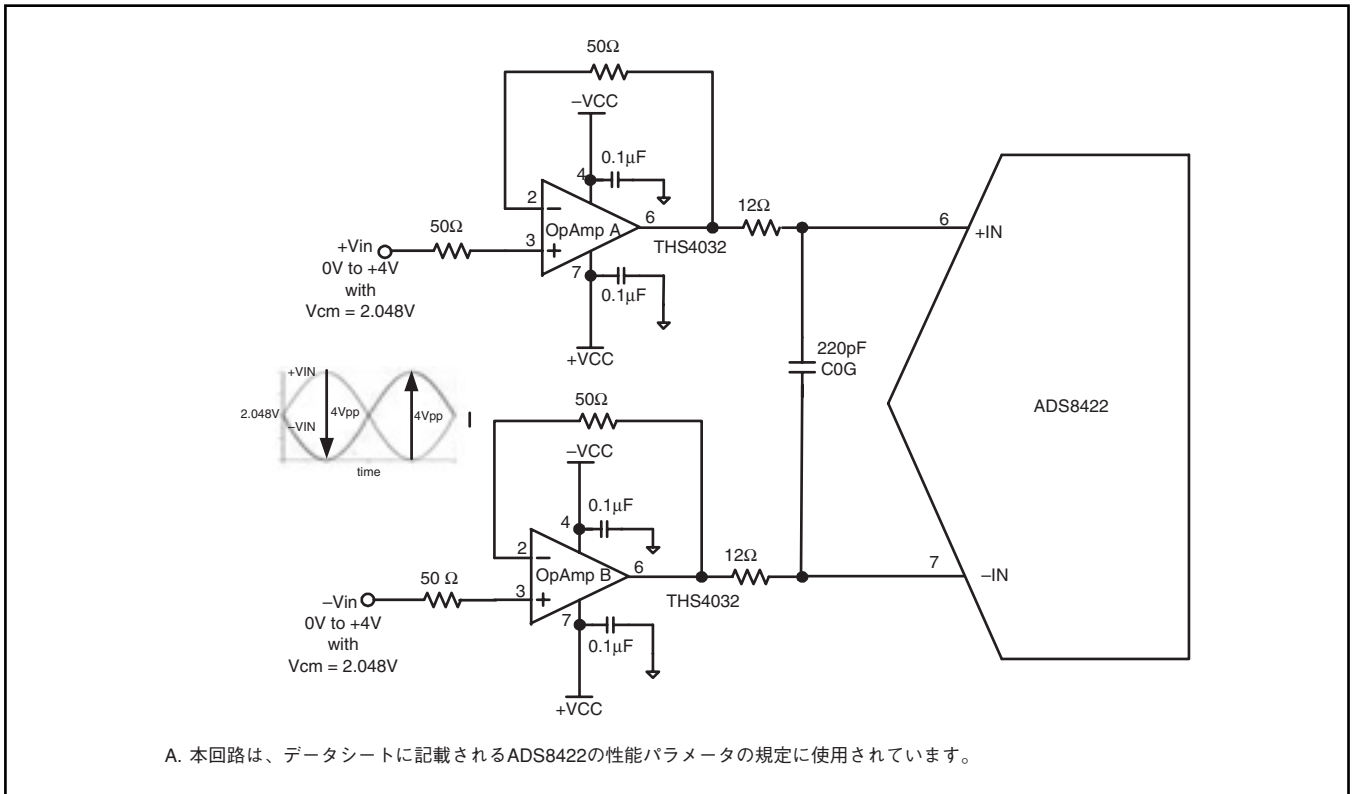 50Ω
–VCC
0.1µF
4
2
–
50Ω
OpAmp A
6
12Ω
6
+IN
+Vin
3
+
THS4032
0V to +4V
with
Vcm = 2.048V
7
0.1µF
+VCC
220pF
C0G
ADS8422
+VIN
2.048V
4Vpp
4Vpp
–VIN
time
I
50Ω
–VCC
0.1µF
4
2
–
50 Ω
OpAmp B
6
12Ω
7
–IN
–Vin
3
+
THS4032
0V to +4V
with
Vcm = 2.048V
7
0.1µF
+VCC
A. 本回路は、データシートに記載されるADS8422の性能パラメータの規定に使用されています。